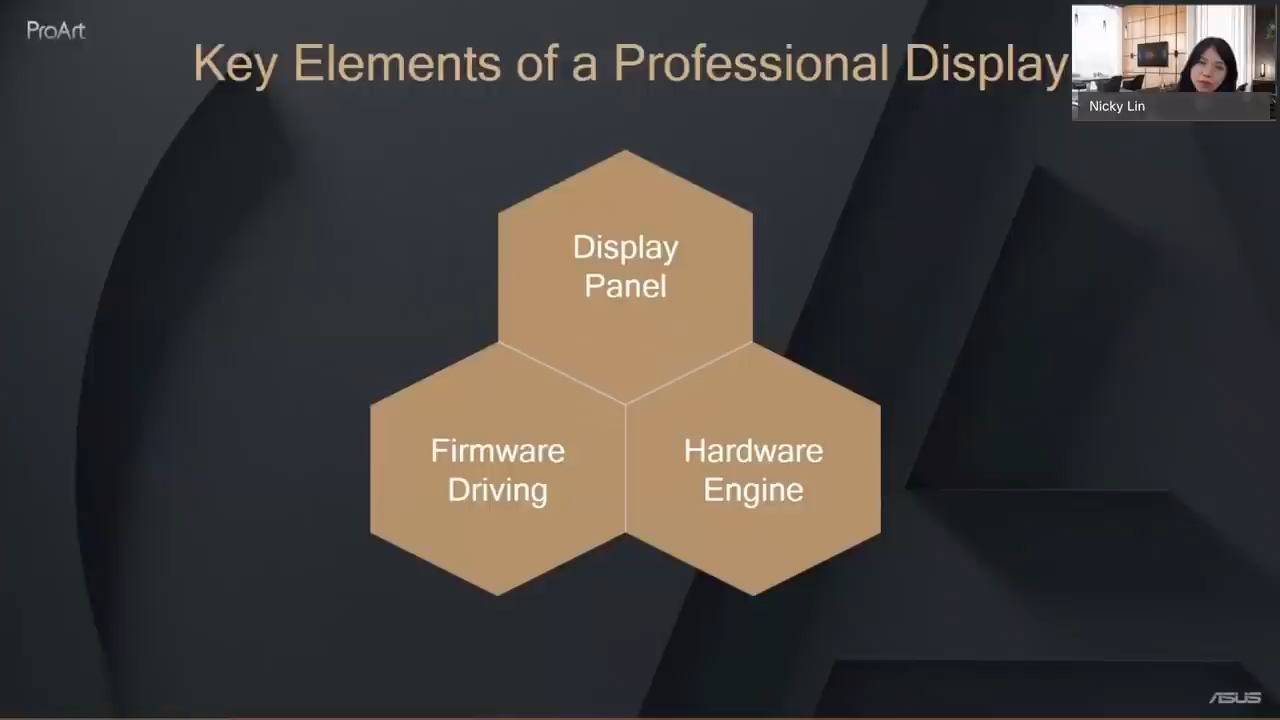 ProArt
Key Elements of a Professional Display
Nicky Lin
Display
Panel
Firmware
Driving
Hardware
Engine
ASUS